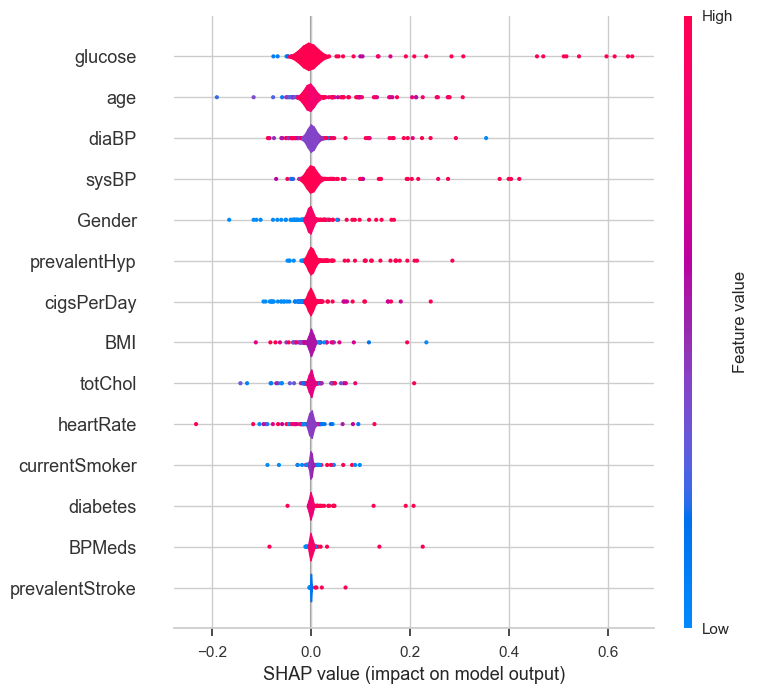 High
glucose
age
diaBP
sysBP
Gender
prevalentHyp
cigsPerDay
BMI
totChol
heartRate
currentSmoker
diabetes
BPMeds
prevalentStroke
Feature value
Low
−0.2 0.0 0.2 0.4 0.6
SHAP value (impact on model output)